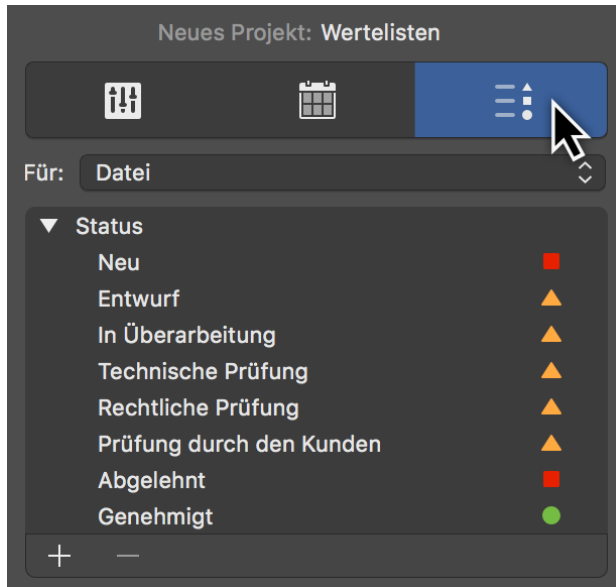 Neues Projekt: Wertelisten
Für: Datei
Status
Neu
Entwurf
In Überarbeitung
Technische Prüfung
Rechtliche Prüfung
Prüfung durch den Kunden
Abgelehnt
Genehmigt